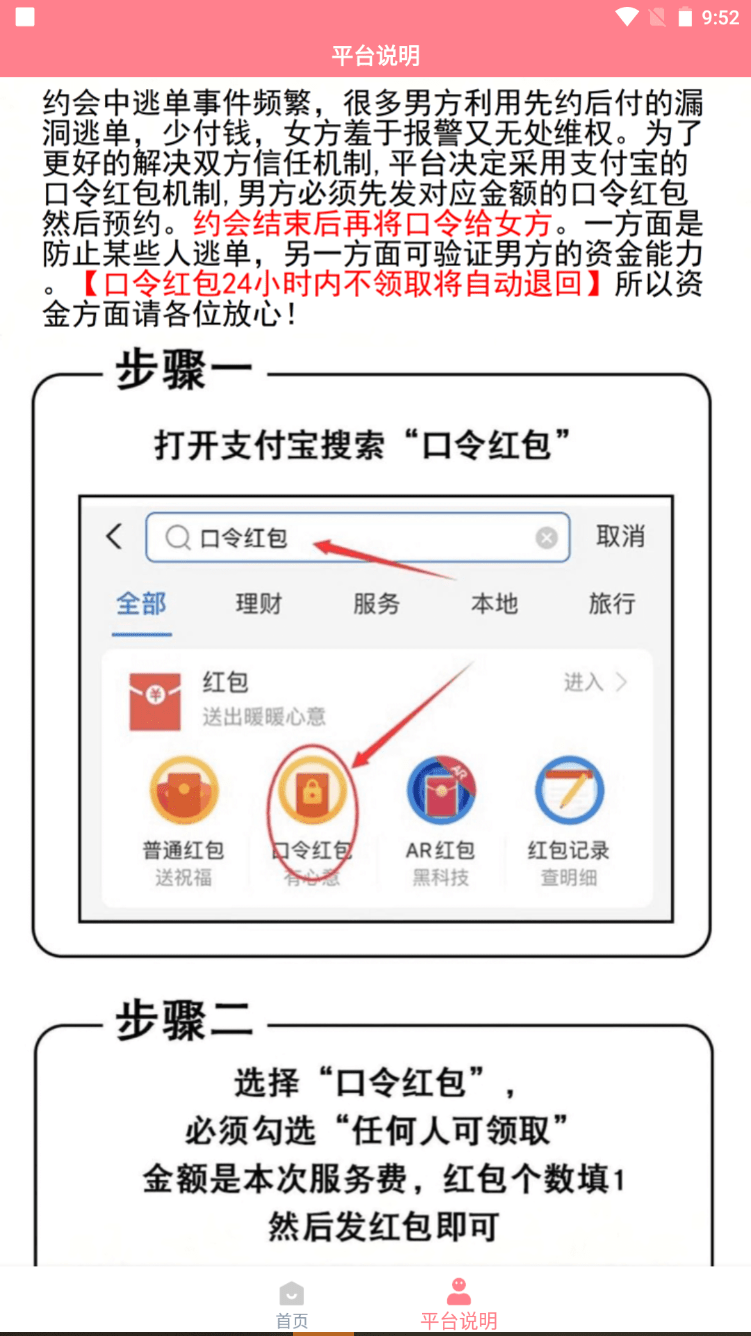 9:52
平台说明
约会中逃单事件频繁，很多男方利用先约后付的漏
洞逃单，少付钱，女方羞于报警又无处维权。为了
更好的解决双方信任机制,平台决定采用支付宝的
口令红包机制,男方必须先发对应金额的口令红包
然后预约。约会结束后再将口令给女方。一方面是
防止某些人逃单，另一方面可验证男方的资金能力
。【口令红包24小时内不领取将自动退回】所以资
金方面请各位放心！
步骤一
打开支付宝搜索“口令红包”
口令红包 取消
全部 理财 服务 本地 旅行
红包 进入
送出暖暖心意
AR
普通红包 口令红包 AR红包 红包记录
送祝福 有心意 黑科技 查明细
步骤二
选择“口令红包”，
必须勾选“任何人可领取”
金额是本次服务费，红包个数填1
然后发红包即可
首页 平台说明